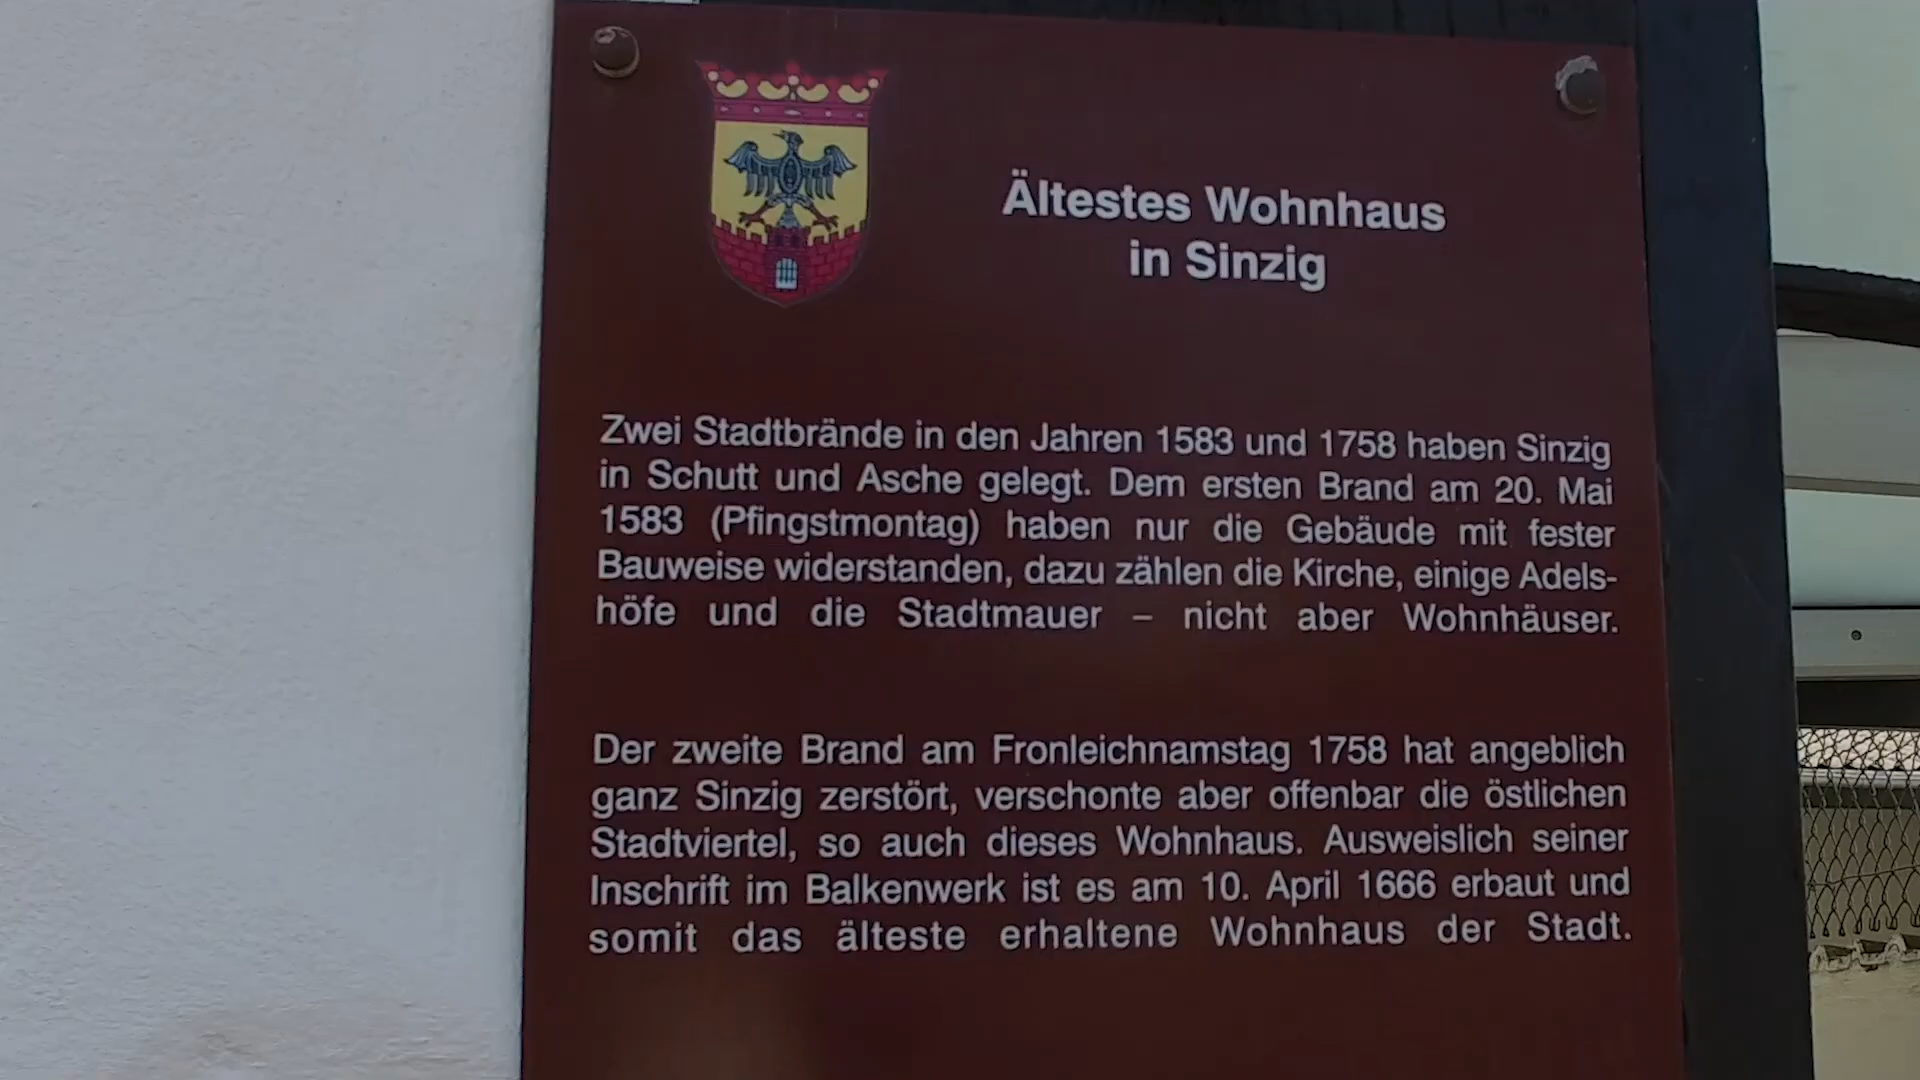 Ältestes Wohnhaus
in Sinzig
Zwei Stadtbrände in den Jahren 1583 und 1758 haben Sinzig
in Schutt und Asche gelegt. Dem ersten Brand am 20. Mai
1583 (Pfingstmontag) haben nur die Gebäude mit fester
Bauweise widerstanden, dazu zählen die Kirche, einige Adels-
höfe und die Stadtmauer – nicht aber Wohnhäuser.
Der zweite Brand am Fronleichnamstag 1758 hat angeblich
ganz Sinzig zerstört, verschonte aber offenbar die östlichen
Stadtviertel, so auch dieses Wohnhaus. Ausweislich seiner
Inschrift im Balkenwerk ist es am 10. April 1666 erbaut und
somit das älteste erhaltene Wohnhaus der Stadt.